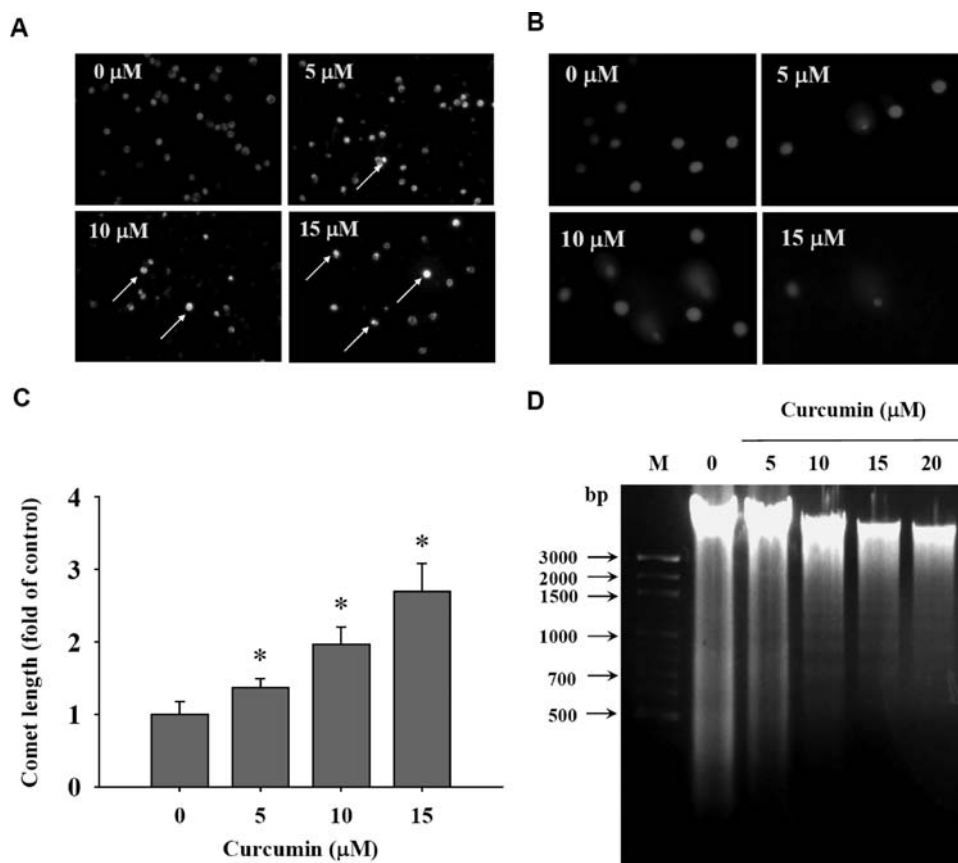 A
0 μM
5 μM
10 μM
15 μM
B
0 μM
5 μM
10 μM
15 μM
C
Comet length (fold of control)
4
3
2
1
0
* * *
0 5 10 15
Curcumin (μM)
D
Curcumin (μM)
M 0 5 10 15 20
bp
3000
2000
1500
1000
700
500